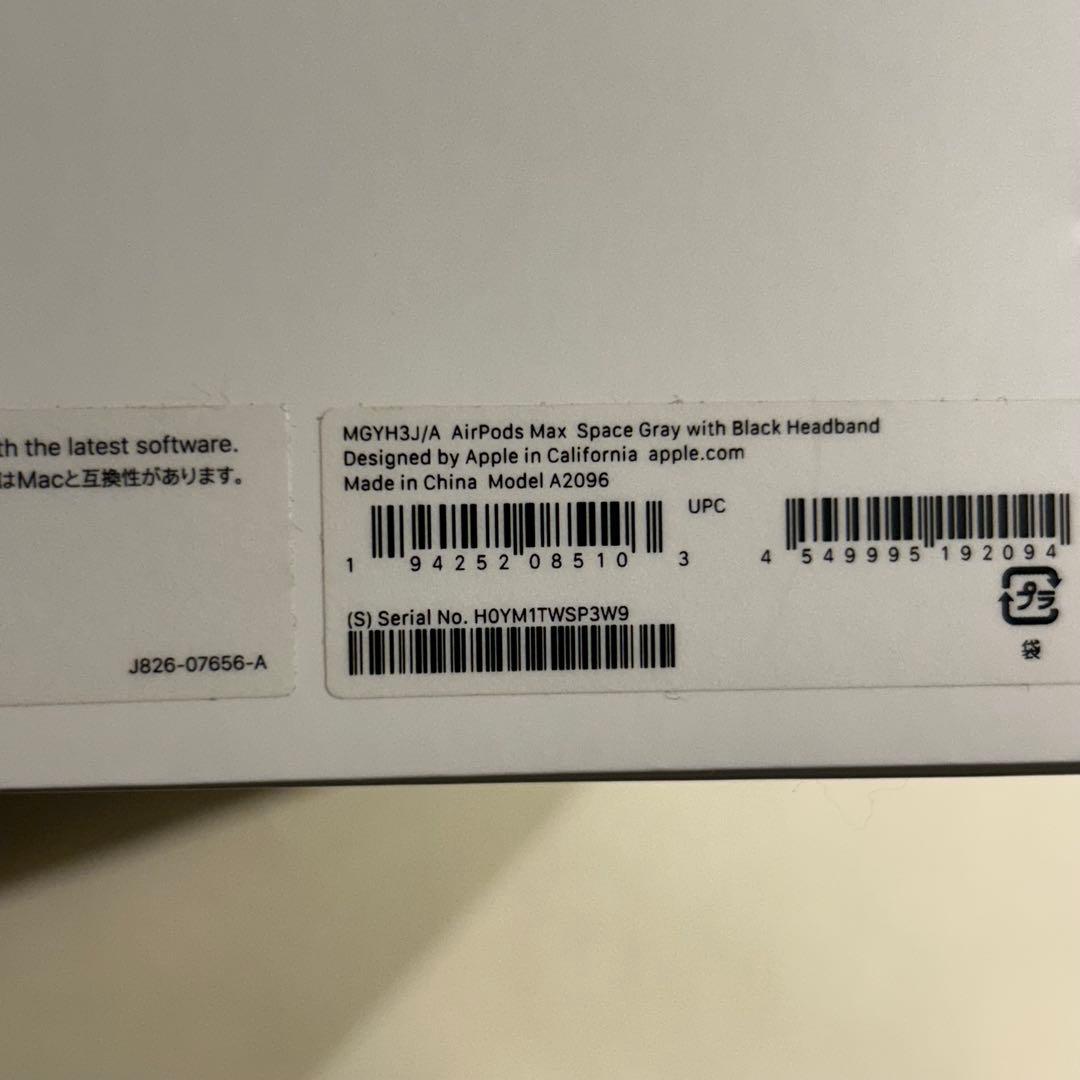 th the latest software.
はMacと互換性があります。
J826-07656-A
MGYH3J/A AirPods Max Space Gray with Black Headband
Designed by Apple in California apple.com
Made in China Model A2096
UPC
1 94252 08510 3
4 549995 192094
(S) Serial No. H0YM1TWSP3W9
プラ
袋